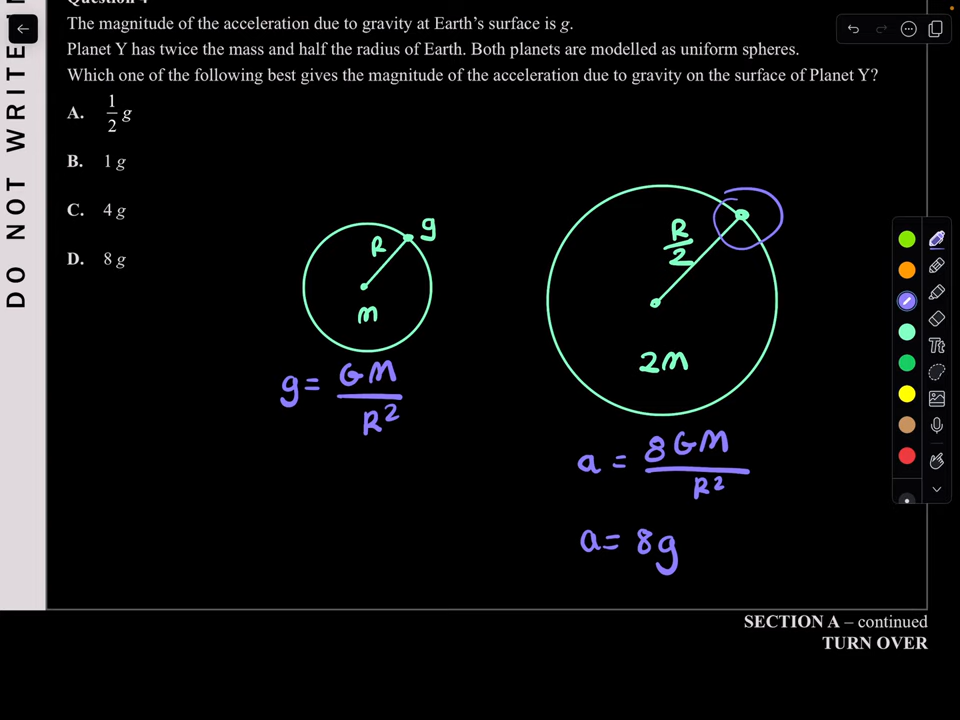 DO NOT WRITE
The magnitude of the acceleration due to gravity at Earth's surface is g.
Planet Y has twice the mass and half the radius of Earth. Both planets are modelled as uniform spheres.
Which one of the following best gives the magnitude of the acceleration due to gravity on the surface of Planet Y?
A. 1/2 g
B. 1 g
C. 4 g
D. 8 g
R g
M
g = GM/R²
R/2
2M
a = 8GM/R²
a = 8g
Tt
SECTION A – continued
TURN OVER